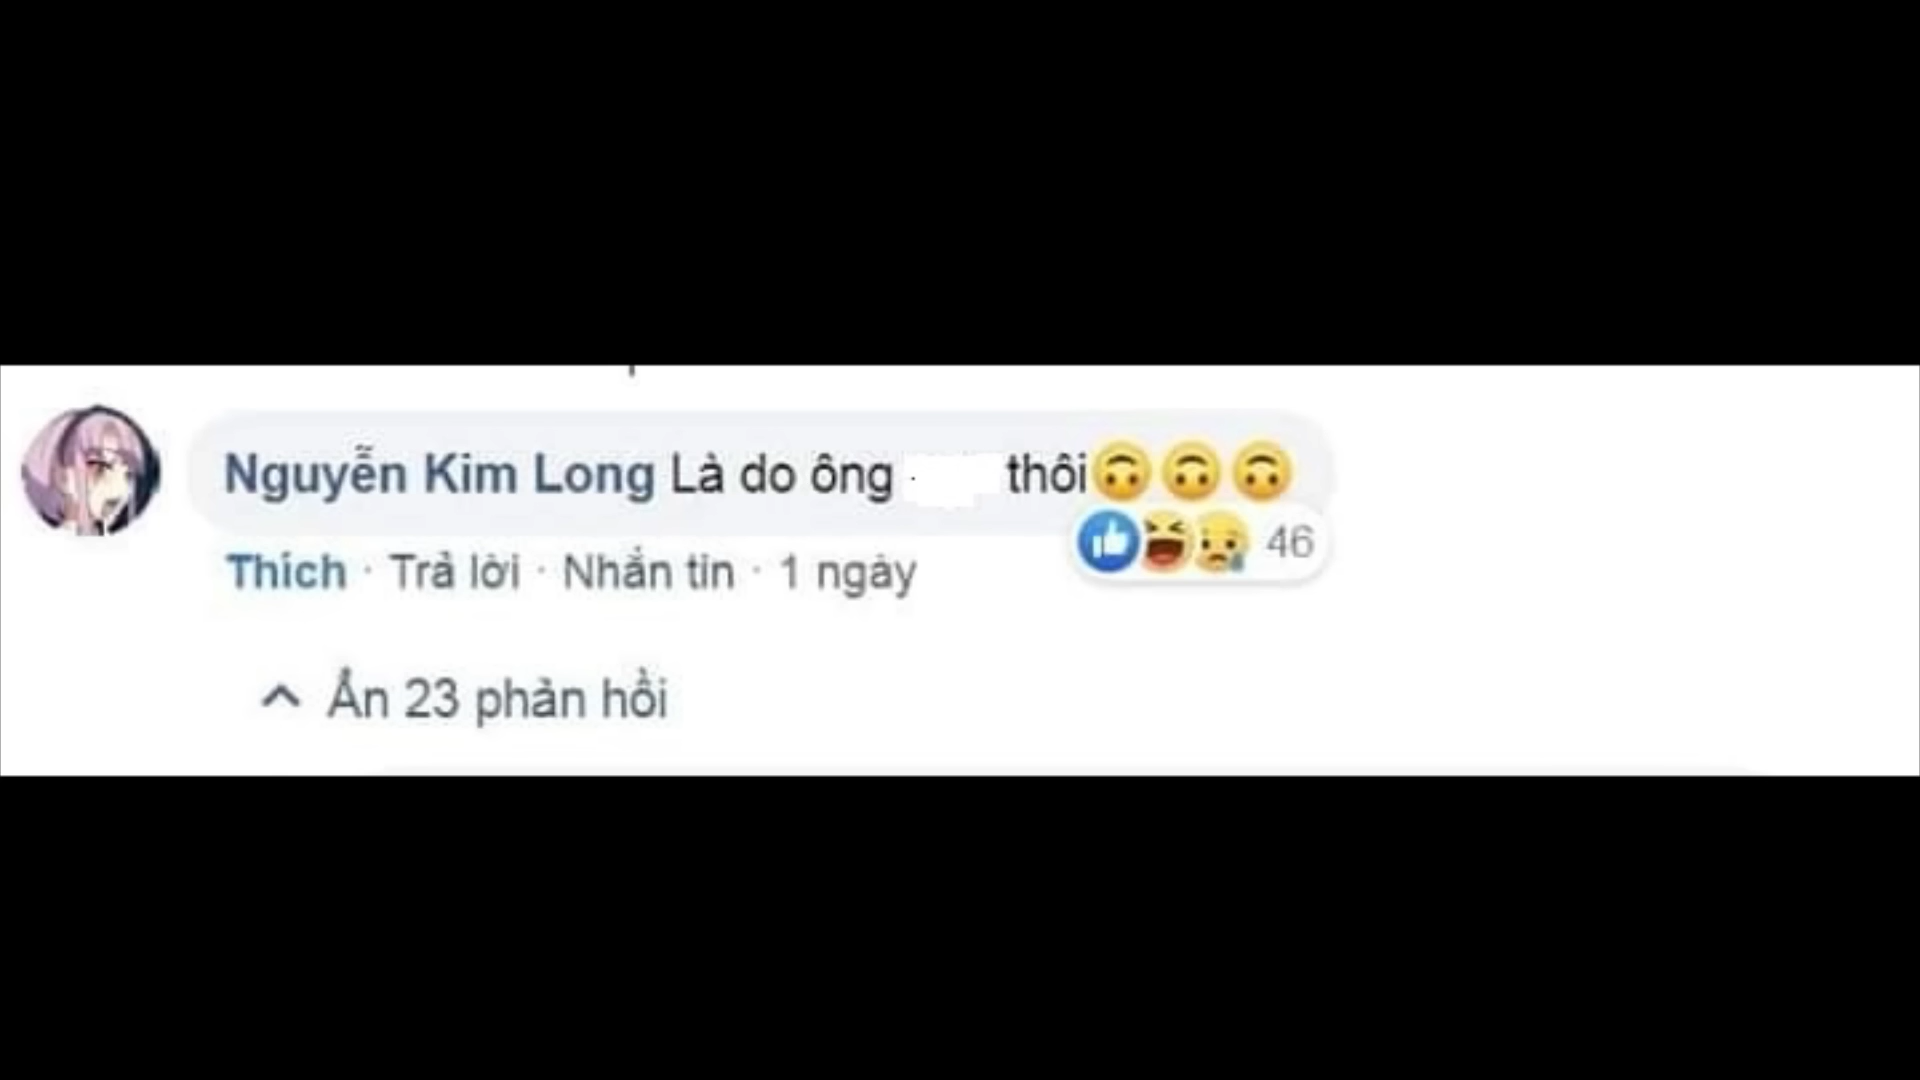 Nguyễn Kim Long Là do ông thôi🙃🙃🙃
46
Thích · Trả lời · Nhắn tin · 1 ngày
Ẩn 23 phản hồi